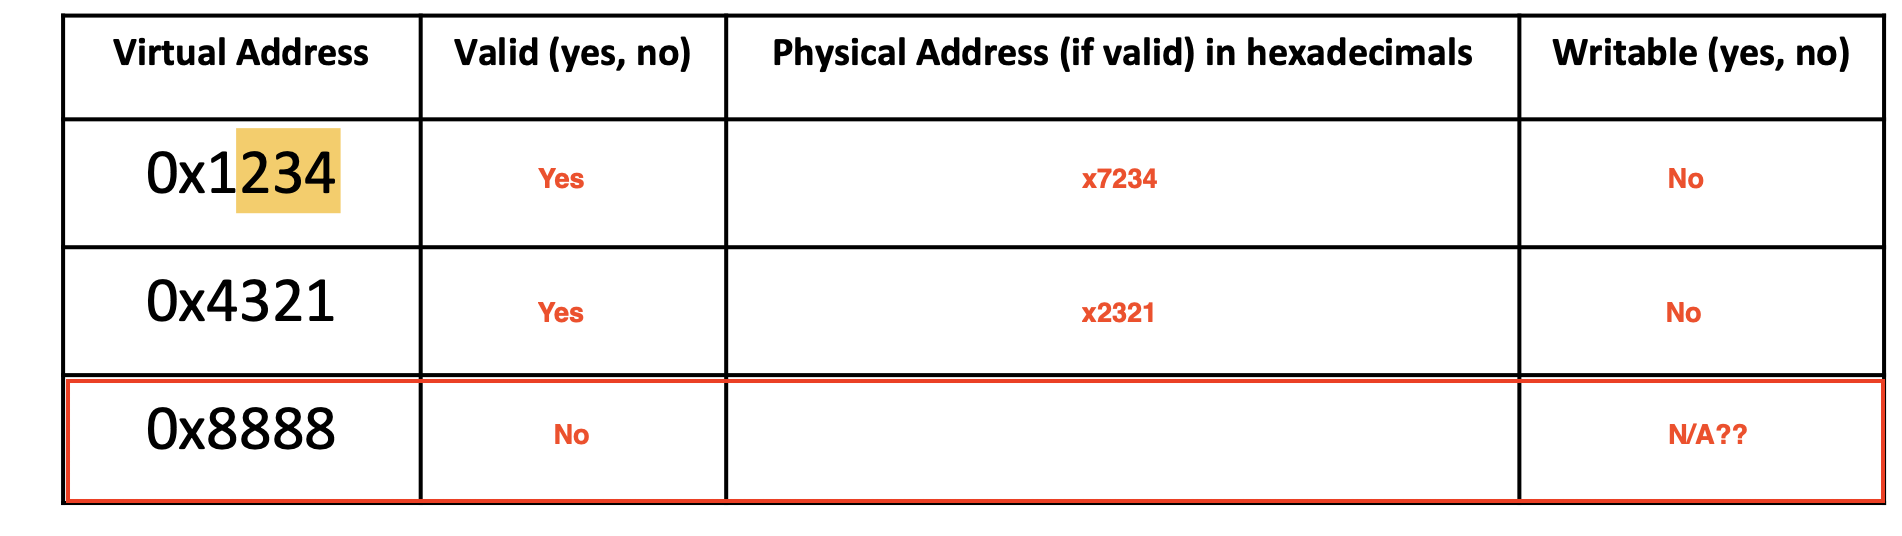 Virtual Address Valid (yes, no) Physical Address (if valid) in hexadecimals Writable (yes, no)
0x1234 Yes x7234 No
0x4321 Yes x2321 No
0x8888 No N/A??